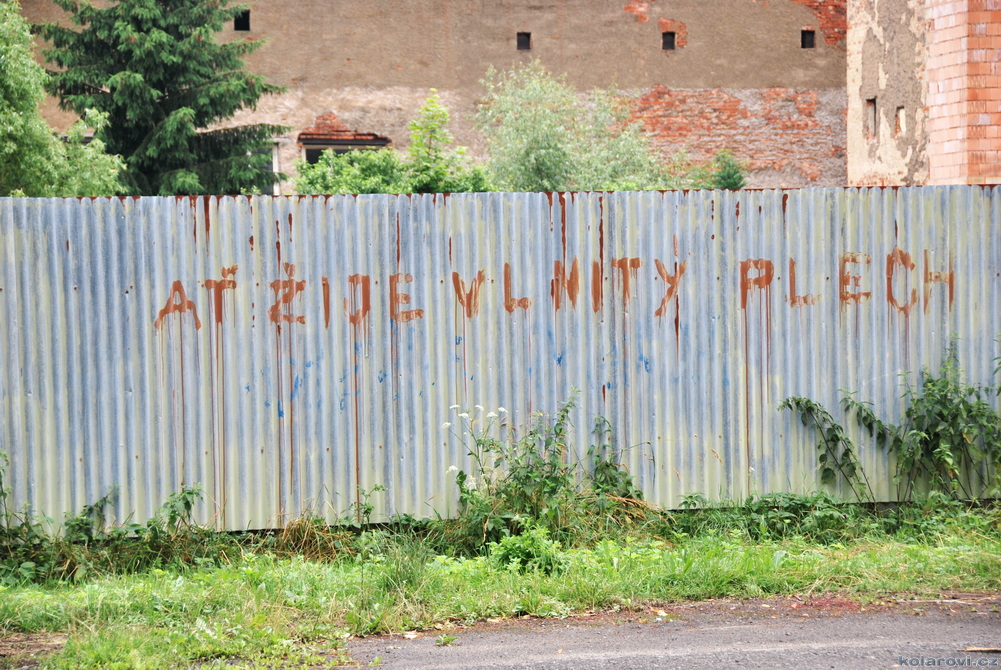 AŤ ŽIJE VLNITÝ PLECH
kolarovi.cz